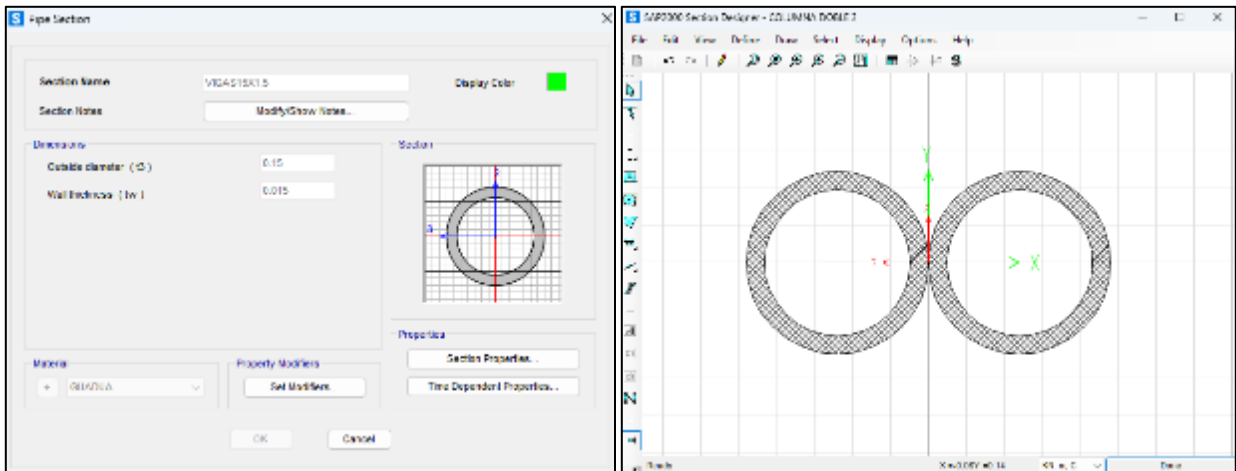 Pipe Section
Section Name
VIGAS15X1.5
Display Color
Section Notes
Modify/Show Notes...
Dimensions
Outside diameter ( t3 )
0.15
Wall thickness ( tw )
0.015
Section
Properties
Section Properties...
Time Dependent Properties...
Material
+ GUADUA
Property Modifiers
Set Modifiers
OK
Cancel
SAP2000 Section Designer - COLUMNA DOBLE 2
File Edit View Define Draw Select Display Options Help
Y
X
Ready
Done